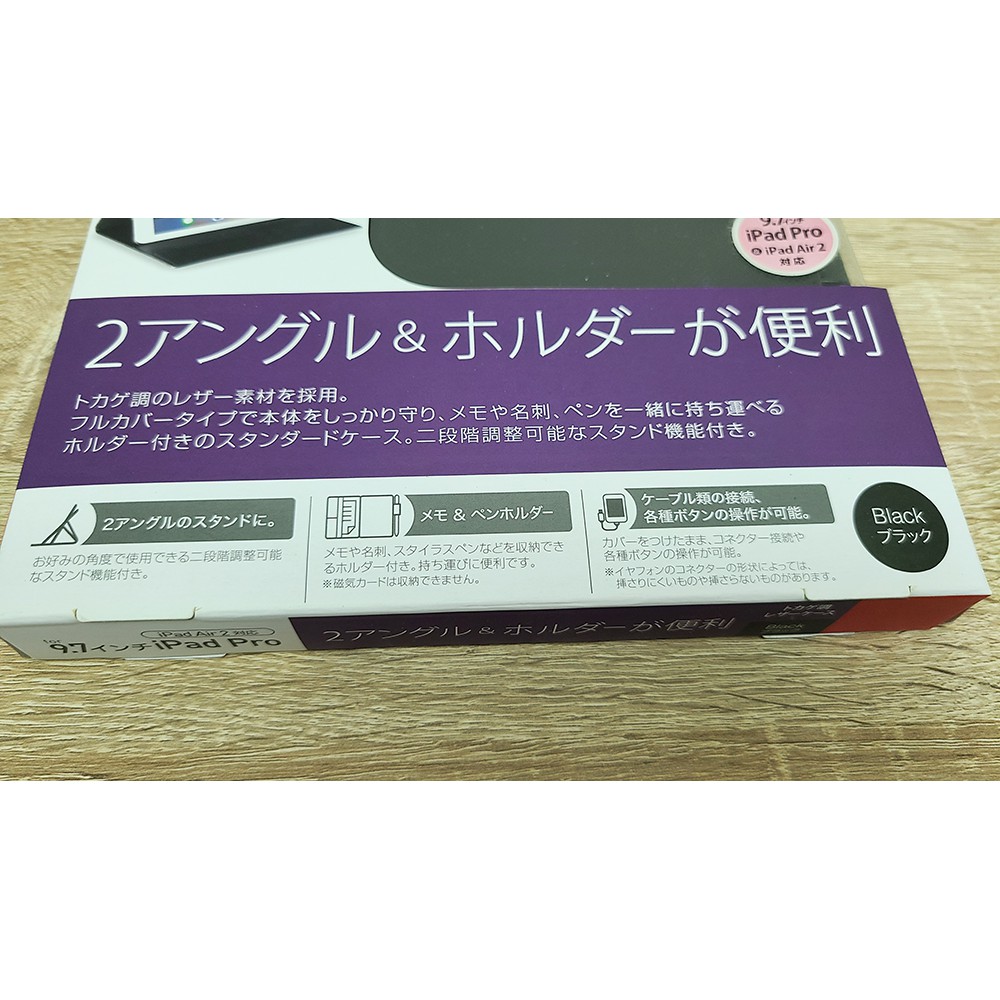 9.7インチ
iPad Pro
& iPad Air 2
対応
2アングル & ホルダーが便利
トカゲ調のレザー素材を採用。
フルカバータイプで本体をしっかり守り、メモや名刺、ペンを一緒に持ち運べる
ホルダー付きのスタンダードケース。二段階調整可能なスタンド機能付き。
2アングルのスタンドに。
お好みの角度で使用できる二段階調整可能
なスタンド機能付き。
メモ & ペンホルダー
メモや名刺、スタイラスペンなどを収納でき
るホルダー付き。持ち運びに便利です。
※磁気カードは収納できません。
ケーブル類の接続、
各種ボタンの操作が可能。
カバーをつけたまま、コネクター接続や
各種ボタンの操作が可能。
※イヤフォンのコネクターの形状によっては、
挿さりにくいものや挿さらないものがあります。
Black
ブラック
for
iPad Air 2 対応
9.7インチiPad Pro
2アングル & ホルダーが便利
トカゲ調
レザーケース
Black